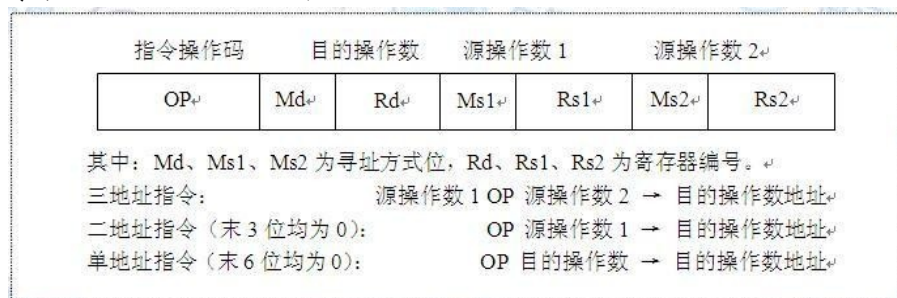 指令操作码 目的操作数 源操作数 1 源操作数 2
OP Md Rd Ms1 Rs1 Ms2 Rs2
其中：Md、Ms1、Ms2 为寻址方式位，Rd、Rs1、Rs2 为寄存器编号。
三地址指令： 源操作数 1 OP 源操作数 2 → 目的操作数地址
二地址指令（末 3 位均为 0）： OP 源操作数 1 → 目的操作数地址
单地址指令（末 6 位均为 0）： OP 目的操作数 → 目的操作数地址